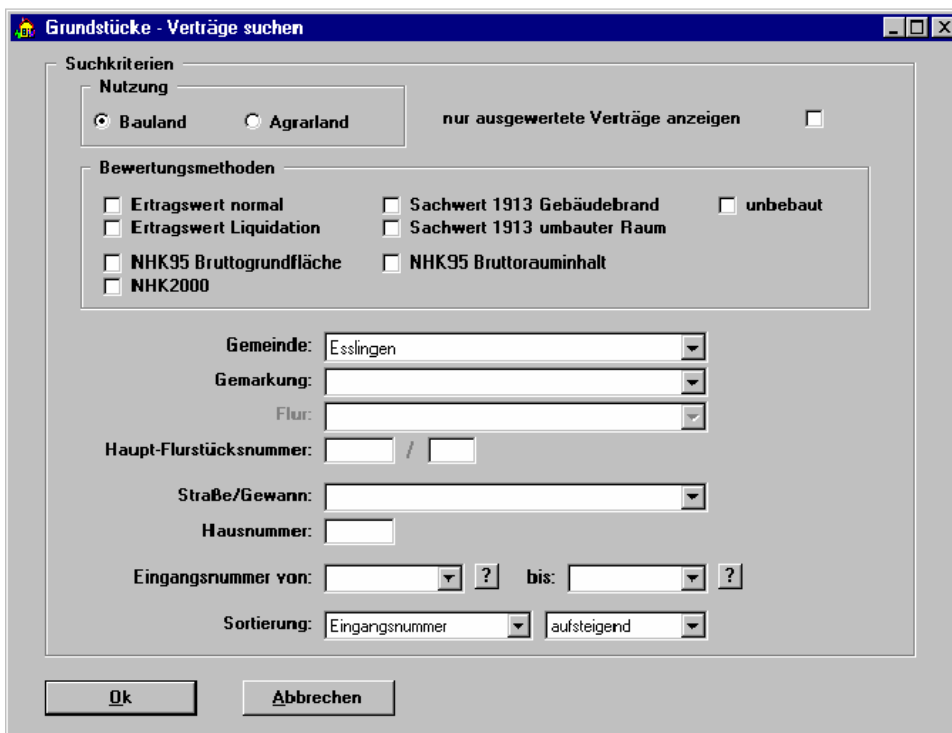 Grundstücke - Verträge suchen
Suchkriterien
Nutzung
Bauland Agrarland
nur ausgewertete Verträge anzeigen
Bewertungsmethoden
Ertragswert normal Sachwert 1913 Gebäudebrand unbebaut
Ertragswert Liquidation Sachwert 1913 umbauter Raum
NHK95 Bruttogrundfläche NHK95 Bruttorauminhalt
NHK2000
Gemeinde: Esslingen
Gemarkung:
Flur:
Haupt-Flurstücksnummer: /
Straße/Gewann:
Hausnummer:
Eingangsnummer von: ? bis: ?
Sortierung: Eingangsnummer aufsteigend
Ok Abbrechen